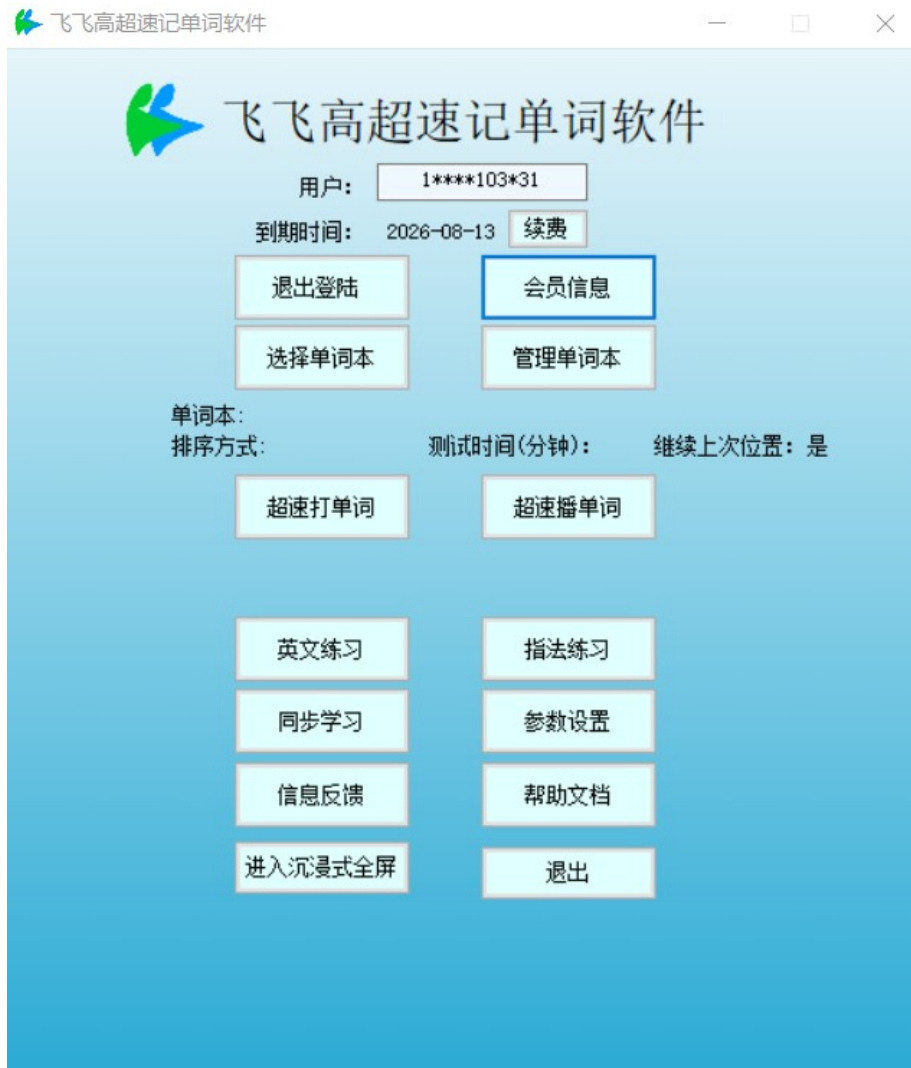 飞飞高超速记单词软件
飞飞高超速记单词软件
用户： 1****103*31
到期时间： 2026-08-13 续费
退出登陆 会员信息
选择单词本 管理单词本
单词本:
排序方式: 测试时间(分钟)： 继续上次位置：是
超速打单词 超速播单词
英文练习 指法练习
同步学习 参数设置
信息反馈 帮助文档
进入沉浸式全屏 退出